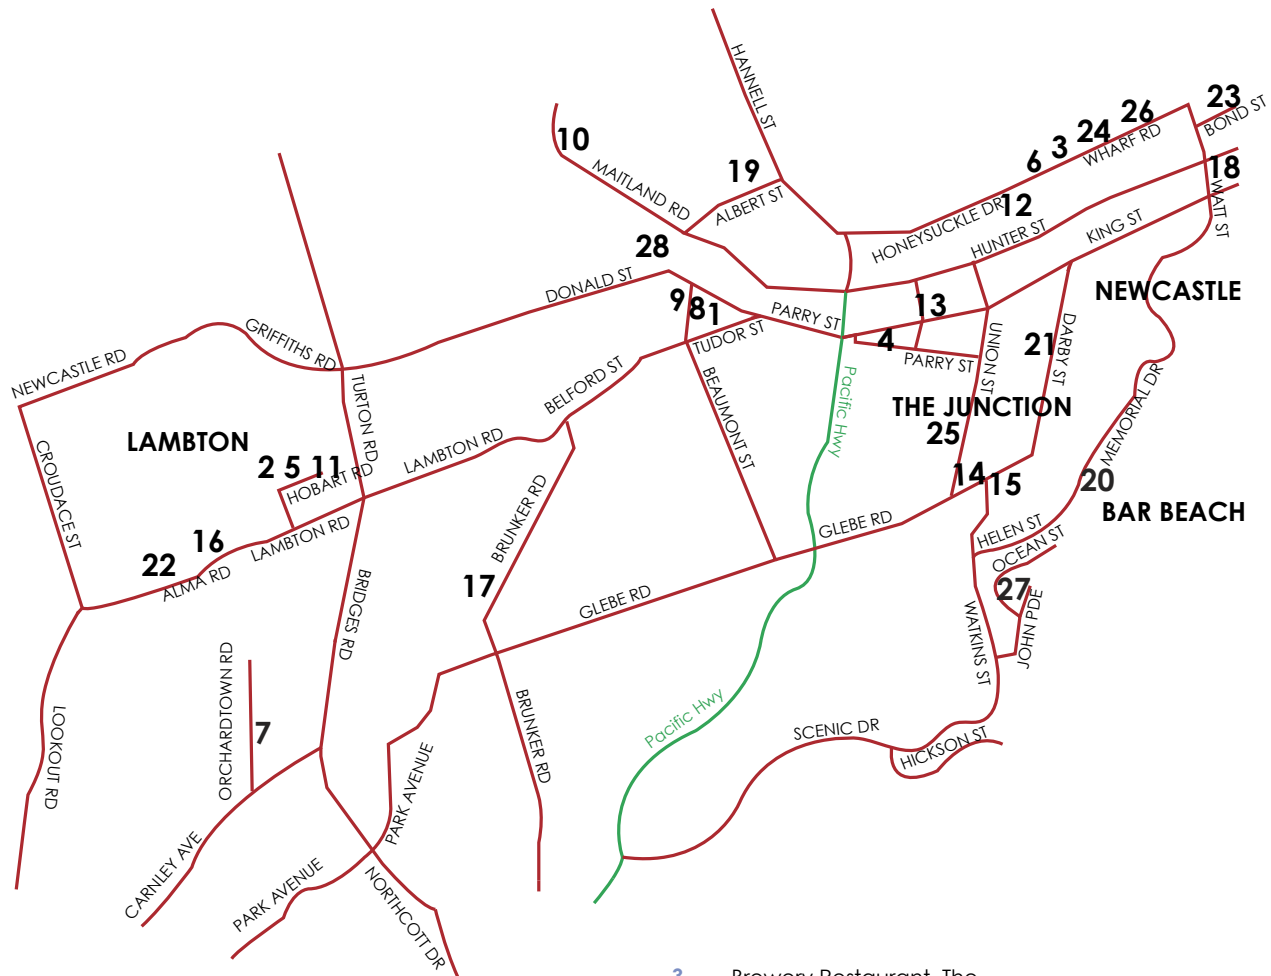 HANNELL ST
23
BOND ST
26
24
3
6
WHARF RD
10
MAITLAND RD
19
ALBERT ST
18
WATT ST
12
HONEYSUCKLE DR
HUNTER ST
KING ST
28
DONALD ST
NEWCASTLE
9
8
1
13
PARRY ST
TUDOR ST
4
PARRY ST
UNION ST
21
DARBY ST
GRIFFITHS RD
NEWCASTLE RD
TURTON RD
BELFORD ST
BEAUMONT ST
Pacific Hwy
THE JUNCTION
MEMORIAL DR
LAMBTON
25
CROUDACE ST
2
5
11
HOBART RD
LAMBTON RD
14
15
20
BAR BEACH
BRUNKER RD
GLEBE RD
HELEN ST
OCEAN ST
16
LAMBTON RD
22
ALMA RD
17
GLEBE RD
27
BRIDGES RD
WATKINS ST
JOHN PDE
ORCHARDTOWN RD
7
LOOKOUT RD
BRUNKER RD
Pacific Hwy
SCENIC DR
HICKSON ST
PARK AVENUE
CARNLEY AVE
PARK AVENUE
NORTHCOTT DR
3 Brewery Restaurant, The